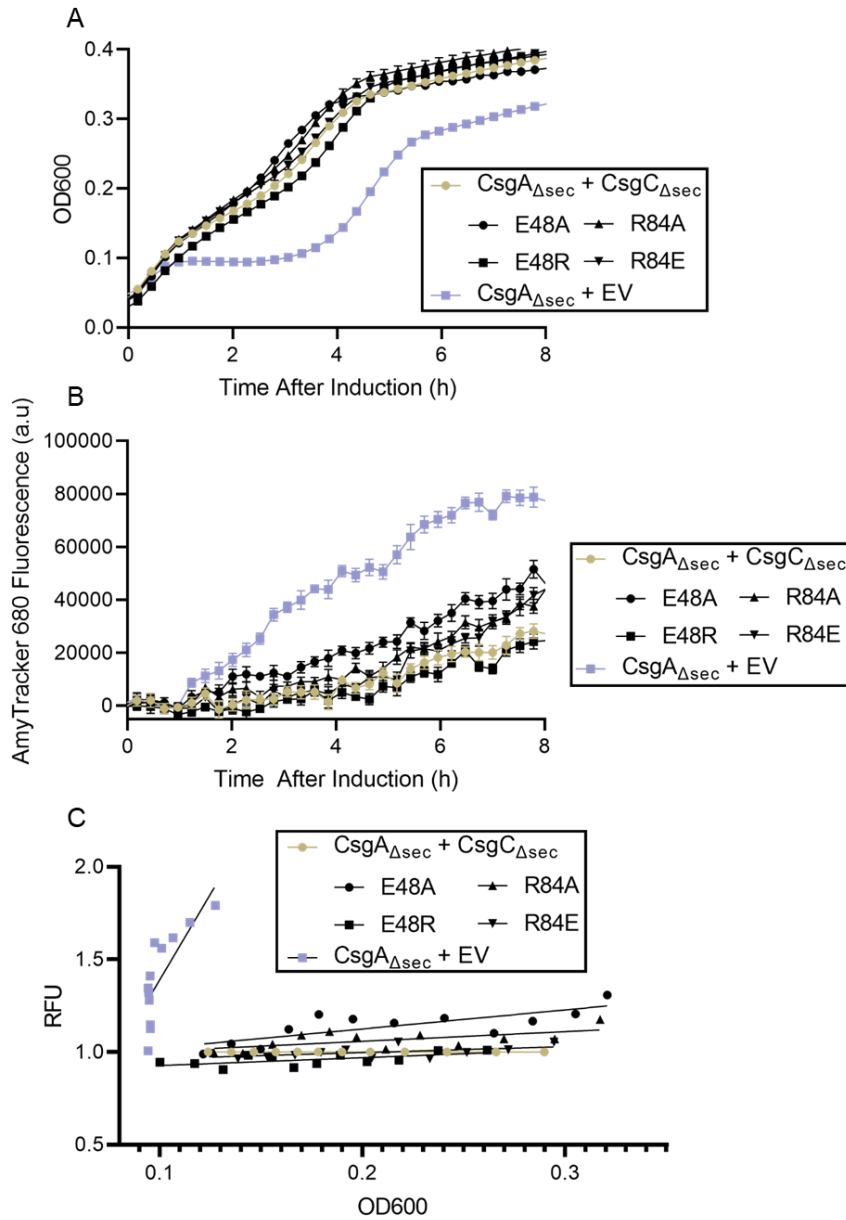 A
0.4
0.3
0.2
0.1
0.0
OD600
0 2 4 6 8
Time After Induction (h)
CsgAΔsec + CsgCΔsec
E48A R84A
E48R R84E
CsgAΔsec + EV
B
100000
80000
60000
40000
20000
0
AmyTracker 680 Fluorescence (a.u)
0 2 4 6 8
Time After Induction (h)
CsgAΔsec + CsgCΔsec
E48A R84A
E48R R84E
CsgAΔsec + EV
C
2.0
1.5
1.0
0.5
RFU
0.1 0.2 0.3
OD600
CsgAΔsec + CsgCΔsec
E48A R84A
E48R R84E
CsgAΔsec + EV